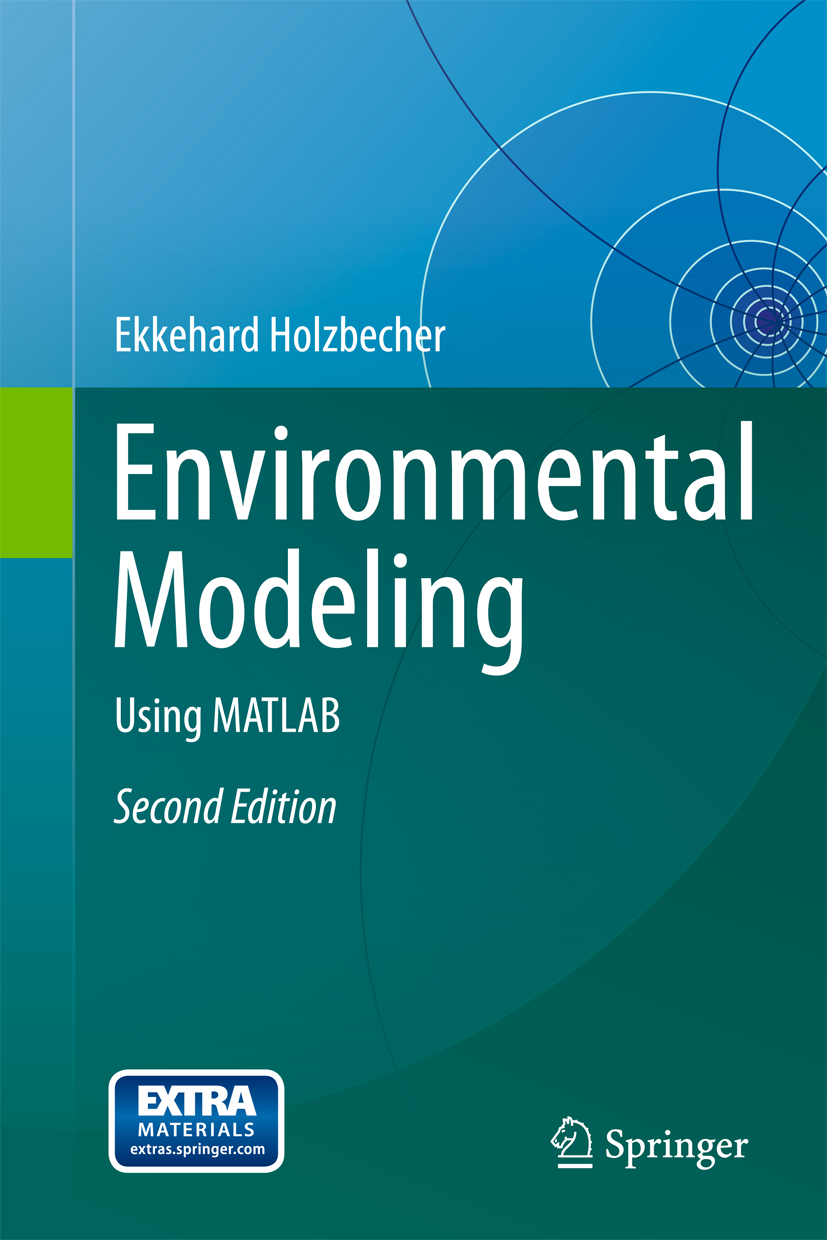 Ekkehard Holzbecher
Environmental
Modeling
Using MATLAB
Second Edition
EXTRA
MATERIALS
extras.springer.com
Springer